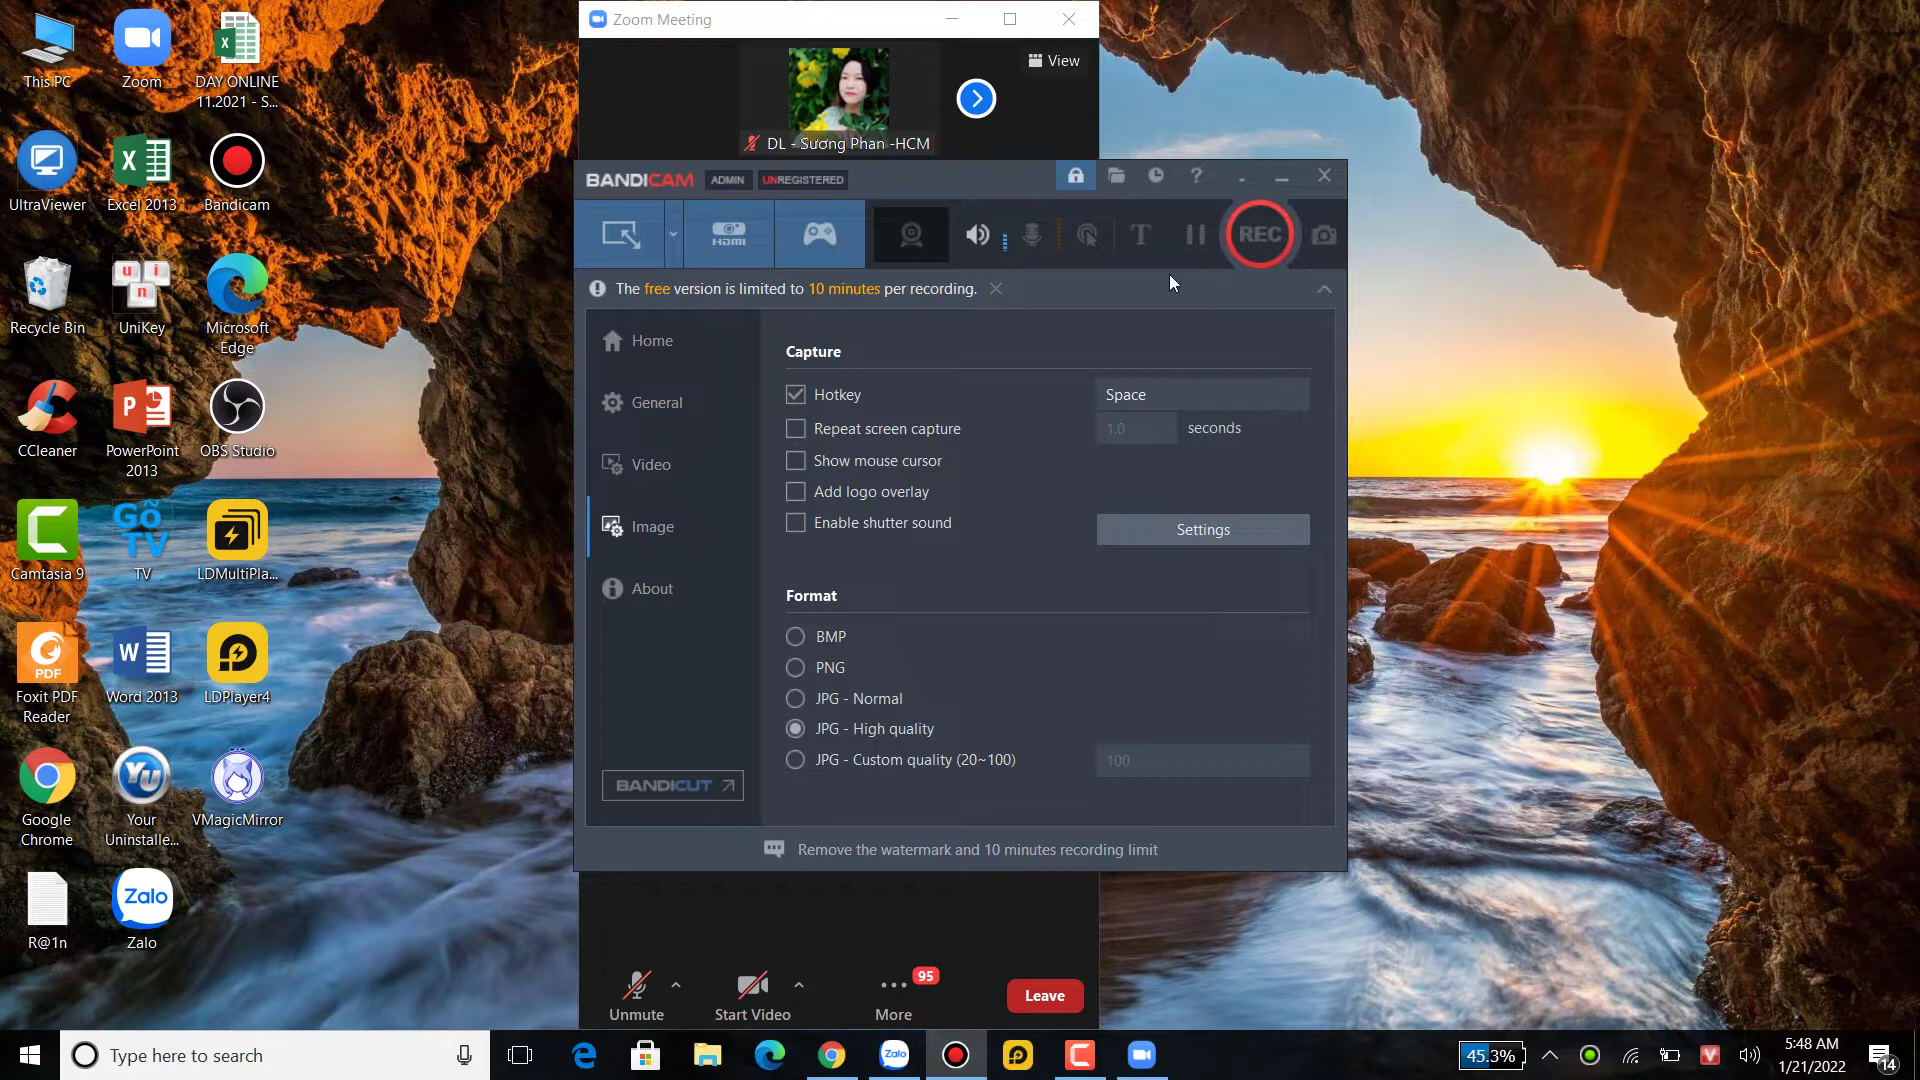 This PC
Zoom
DAY ONLINE
11.2021 - S...
UltraViewer
Excel 2013
Bandicam
Recycle Bin
UniKey
Microsoft
Edge
CCleaner
PowerPoint
2013
OBS Studio
Camtasia 9
Gõ
TV
TV
LDMultiPla...
PDF
Foxit PDF
Reader
Word 2013
LDPlayer4
Google
Chrome
Your
Uninstalle...
VMagicMirror
R@1n
Zalo
Zalo
Zoom Meeting
View
DL - Sương Phan -HCM
BANDICAM ADMIN UNREGISTERED
HDMI
REC
The free version is limited to 10 minutes per recording.
Home
General
Video
Image
About
BANDICUT
Capture
Hotkey
Space
Repeat screen capture
1.0 seconds
Show mouse cursor
Add logo overlay
Enable shutter sound
Settings
Format
BMP
PNG
JPG - Normal
JPG - High quality
JPG - Custom quality (20~100)
100
Remove the watermark and 10 minutes recording limit
Unmute
Start Video
95
More
Leave
Type here to search
Zalo
45.3%
5:48 AM
1/21/2022
14